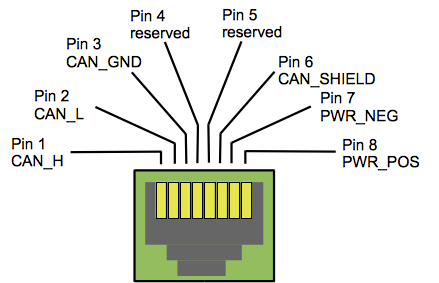 Pin 1
CAN_H
Pin 2
CAN_L
Pin 3
CAN_GND
Pin 4
reserved
Pin 5
reserved
Pin 6
CAN_SHIELD
Pin 7
PWR_NEG
Pin 8
PWR_POS